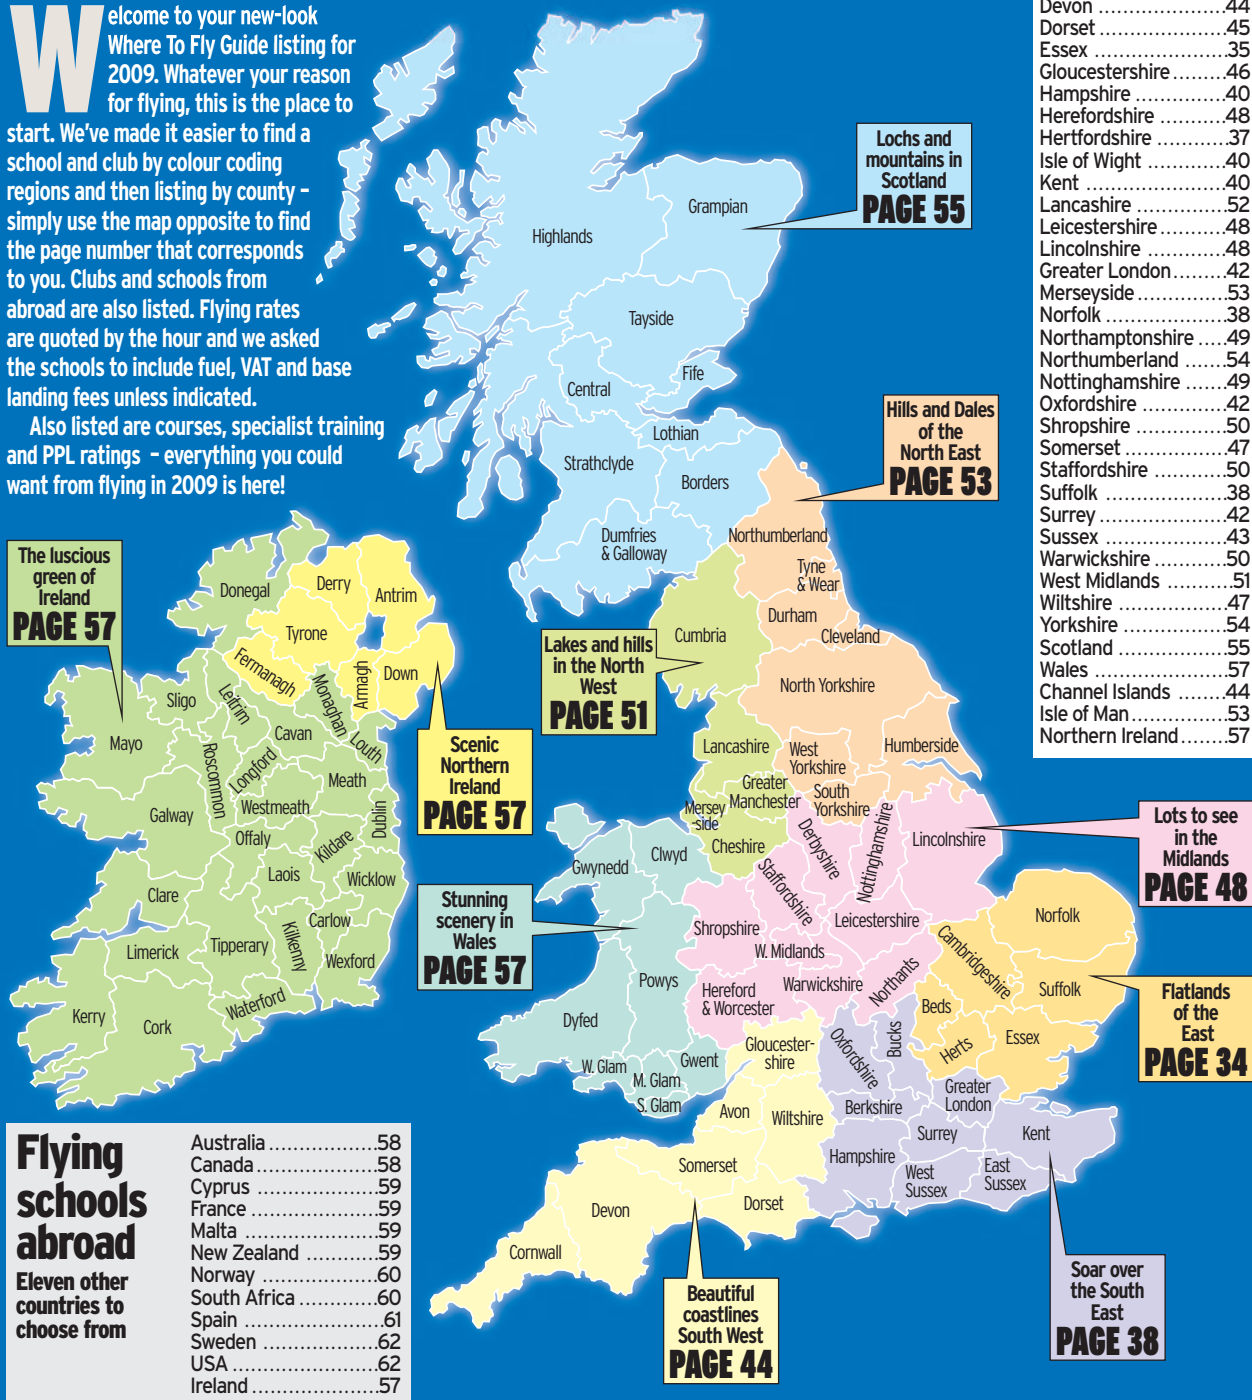 Welcome to your new-look
Where To Fly Guide listing for
2009. Whatever your reason
for flying, this is the place to
start. We've made it easier to find a
school and club by colour coding
regions and then listing by county –
simply use the map opposite to find
the page number that corresponds
to you. Clubs and schools from
abroad are also listed. Flying rates
are quoted by the hour and we asked
the schools to include fuel, VAT and base
landing fees unless indicated.
Also listed are courses, specialist training
and PPL ratings – everything you could
want from flying in 2009 is here!
Devon ....................44
Dorset ....................45
Essex ....................35
Gloucestershire.........46
Hampshire ..............40
Herefordshire ...........48
Hertfordshire ............37
Isle of Wight ............40
Kent .....................40
Lancashire ..............52
Leicestershire...........48
Lincolnshire .............48
Greater London.........42
Merseyside...............53
Norfolk ..................38
Northamptonshire .....49
Northumberland .......54
Nottinghamshire ......49
Oxfordshire .............42
Shropshire ..............50
Somerset ................47
Staffordshire ............50
Suffolk ..................38
Surrey ...................42
Sussex ...................43
Warwickshire ............50
West Midlands ..........51
Wiltshire .................47
Yorkshire .................54
Scotland .................55
Wales ....................57
Channel Islands .......44
Isle of Man...............53
Northern Ireland.......57
Lochs and
mountains in
Scotland
PAGE 55
Hills and Dales
of the
North East
PAGE 53
The luscious
green of
Ireland
PAGE 57
Lakes and hills
in the North
West
PAGE 51
Scenic
Northern
Ireland
PAGE 57
Stunning
scenery in
Wales
PAGE 57
Lots to see
in the
Midlands
PAGE 48
Flatlands
of the
East
PAGE 34
Beautiful
coastlines
South West
PAGE 44
Soar over
the South
East
PAGE 38
Highlands
Grampian
Tayside
Central
Fife
Lothian
Strathclyde
Borders
Dumfries
& Galloway
Northumberland
Tyne
& Wear
Durham
Cleveland
Cumbria
North Yorkshire
Lancashire
West
Yorkshire
Humberside
Greater
Manchester
South
Yorkshire
Mersey
-side
Cheshire
Derbyshire
Nottinghamshire
Lincolnshire
Staffordshire
Shropshire
Leicestershire
W. Midlands
Warwickshire
Northants
Hereford
& Worcester
Norfolk
Cambridgeshire
Suffolk
Beds
Herts
Essex
Gwynedd
Clwyd
Powys
Dyfed
W. Glam
M. Glam
S. Glam
Gwent
Gloucester-
shire
Avon
Wiltshire
Somerset
Devon
Dorset
Cornwall
Oxfordshire
Bucks
Berkshire
Greater
London
Surrey
Kent
Hampshire
West
Sussex
East
Sussex
Donegal
Derry
Antrim
Tyrone
Fermanagh
Armagh
Down
Monaghan
Sligo
Leitrim
Cavan
Louth
Mayo
Roscommon
Longford
Meath
Westmeath
Galway
Offaly
Kildare
Dublin
Laois
Wicklow
Clare
Carlow
Limerick
Tipperary
Kilkenny
Wexford
Waterford
Kerry
Cork
Flying
schools
abroad
Eleven other
countries to
choose from
Australia ..................58
Canada....................58
Cyprus ....................59
France ....................59
Malta .....................59
New Zealand ............59
Norway ...................60
South Africa .............60
Spain .....................61
Sweden ...................62
USA .......................62
Ireland ....................57